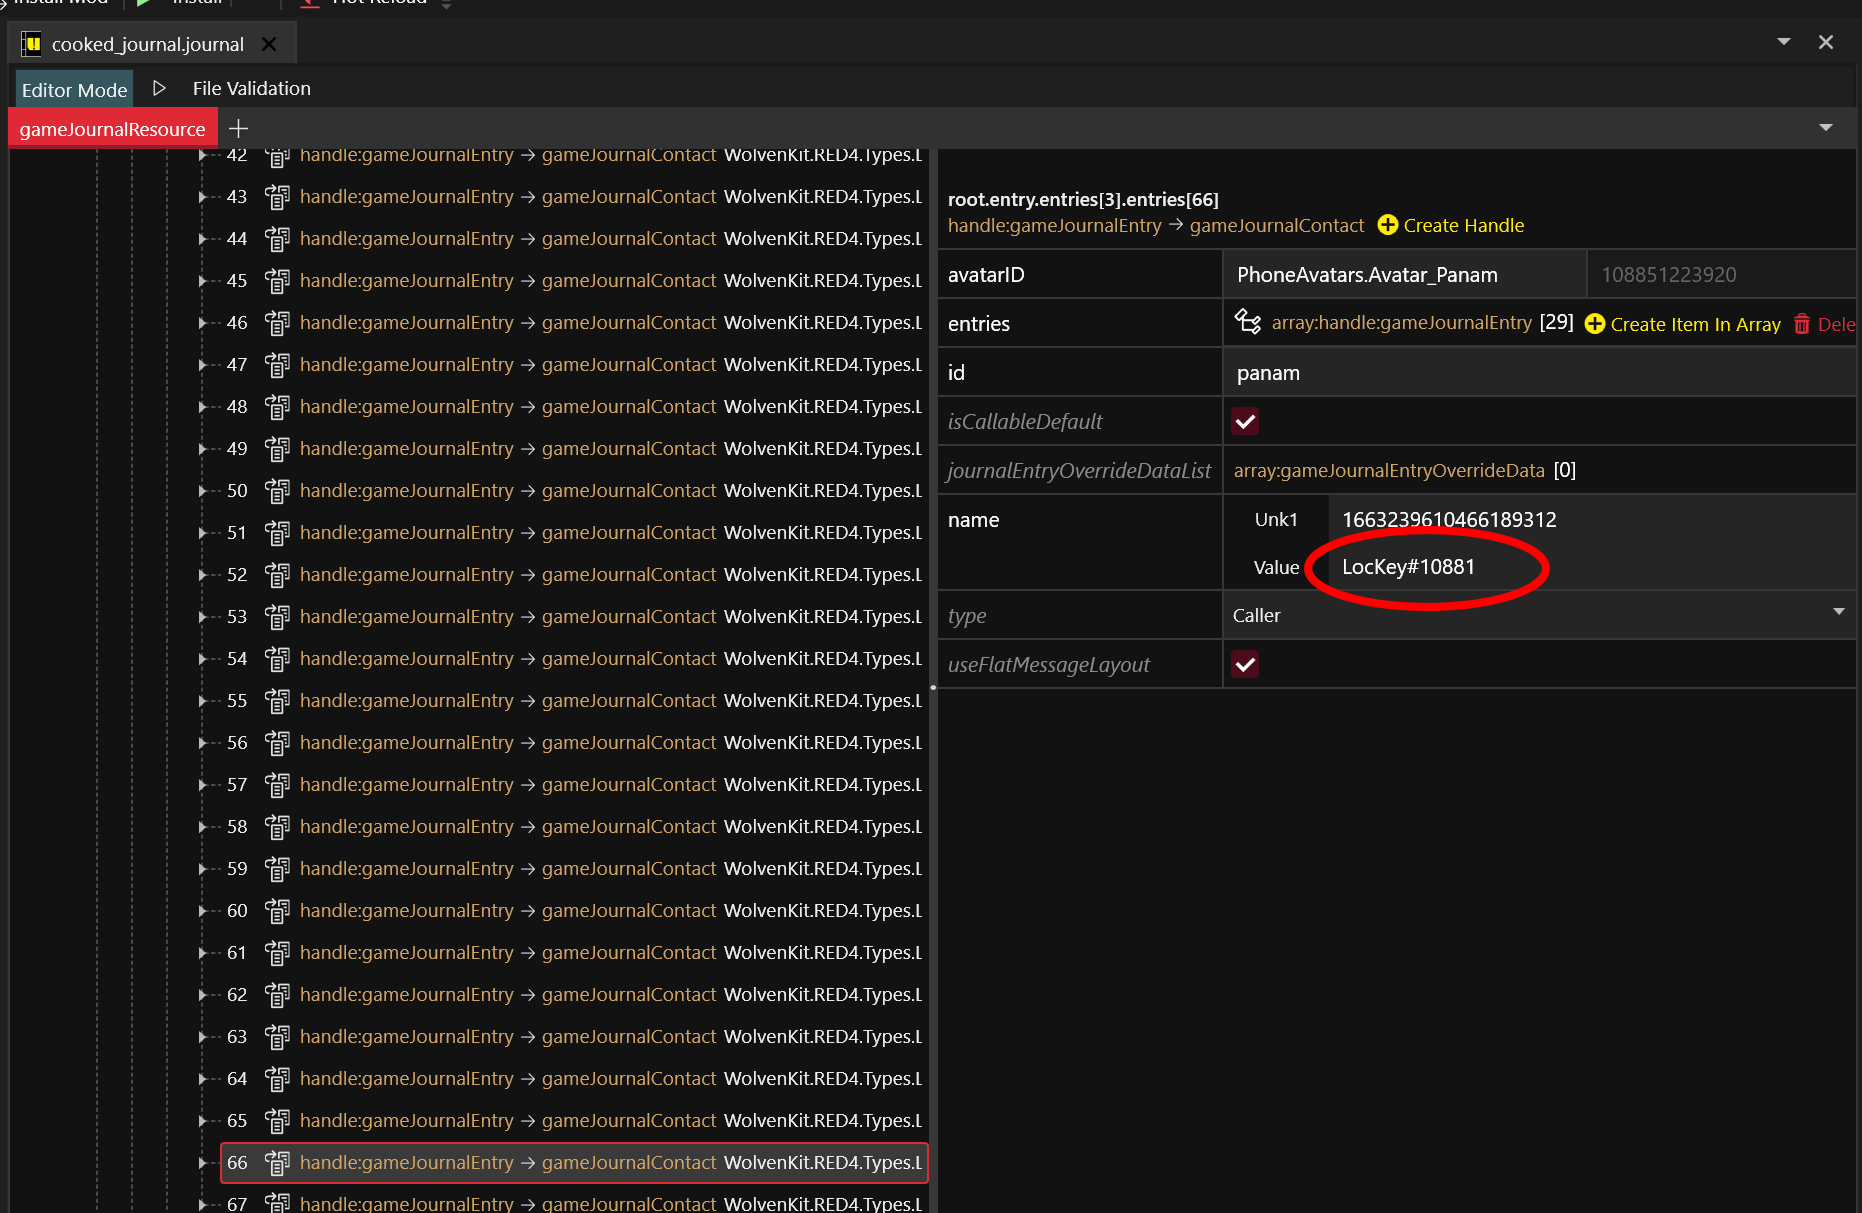 Install Mod Install Hot Reload
cooked_journal.journal
Editor Mode File Validation
gameJournalResource
42 handle:gameJournalEntry → gameJournalContact WolvenKit.RED4.Types.L
43 handle:gameJournalEntry → gameJournalContact WolvenKit.RED4.Types.L
44 handle:gameJournalEntry → gameJournalContact WolvenKit.RED4.Types.L
45 handle:gameJournalEntry → gameJournalContact WolvenKit.RED4.Types.L
46 handle:gameJournalEntry → gameJournalContact WolvenKit.RED4.Types.L
47 handle:gameJournalEntry → gameJournalContact WolvenKit.RED4.Types.L
48 handle:gameJournalEntry → gameJournalContact WolvenKit.RED4.Types.L
49 handle:gameJournalEntry → gameJournalContact WolvenKit.RED4.Types.L
50 handle:gameJournalEntry → gameJournalContact WolvenKit.RED4.Types.L
51 handle:gameJournalEntry → gameJournalContact WolvenKit.RED4.Types.L
52 handle:gameJournalEntry → gameJournalContact WolvenKit.RED4.Types.L
53 handle:gameJournalEntry → gameJournalContact WolvenKit.RED4.Types.L
54 handle:gameJournalEntry → gameJournalContact WolvenKit.RED4.Types.L
55 handle:gameJournalEntry → gameJournalContact WolvenKit.RED4.Types.L
56 handle:gameJournalEntry → gameJournalContact WolvenKit.RED4.Types.L
57 handle:gameJournalEntry → gameJournalContact WolvenKit.RED4.Types.L
58 handle:gameJournalEntry → gameJournalContact WolvenKit.RED4.Types.L
59 handle:gameJournalEntry → gameJournalContact WolvenKit.RED4.Types.L
60 handle:gameJournalEntry → gameJournalContact WolvenKit.RED4.Types.L
61 handle:gameJournalEntry → gameJournalContact WolvenKit.RED4.Types.L
62 handle:gameJournalEntry → gameJournalContact WolvenKit.RED4.Types.L
63 handle:gameJournalEntry → gameJournalContact WolvenKit.RED4.Types.L
64 handle:gameJournalEntry → gameJournalContact WolvenKit.RED4.Types.L
65 handle:gameJournalEntry → gameJournalContact WolvenKit.RED4.Types.L
66 handle:gameJournalEntry → gameJournalContact WolvenKit.RED4.Types.L
67 handle:gameJournalEntry → gameJournalContact WolvenKit.RED4.Types.L
root.entry.entries[3].entries[66]
handle:gameJournalEntry → gameJournalContact Create Handle
avatarID PhoneAvatars.Avatar_Panam 108851223920
entries array:handle:gameJournalEntry [29] Create Item In Array Dele
id panam
isCallableDefault
journalEntryOverrideDataList array:gameJournalEntryOverrideData [0]
name Unk1 1663239610466189312
Value LocKey#10881
type Caller
useFlatMessageLayout